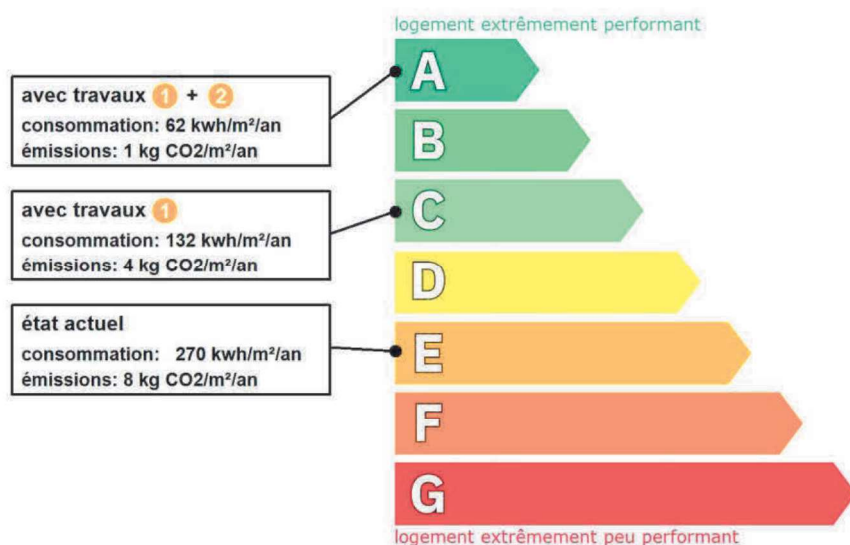 logement extrêmement performant
avec travaux 1 + 2
consommation: 62 kwh/m²/an
émissions: 1 kg CO2/m²/an
avec travaux 1
consommation: 132 kwh/m²/an
émissions: 4 kg CO2/m²/an
état actuel
consommation: 270 kwh/m²/an
émissions: 8 kg CO2/m²/an
A
B
C
D
E
F
G
logement extrêmement peu performant